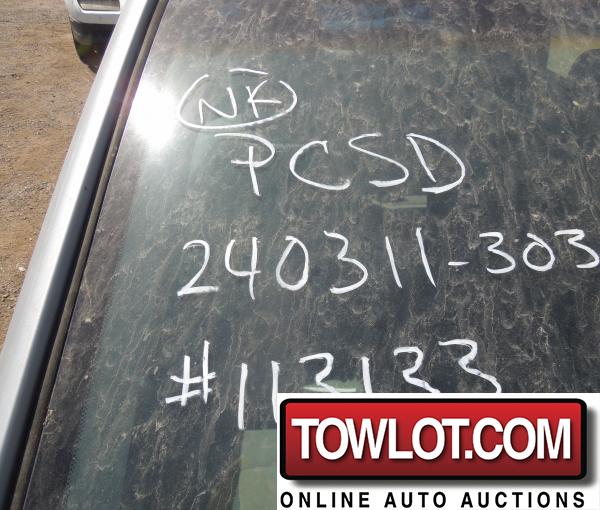 NK
PCSD
240311-303
#113133
TOWLOT.COM
ONLINE AUTO AUCTIONS